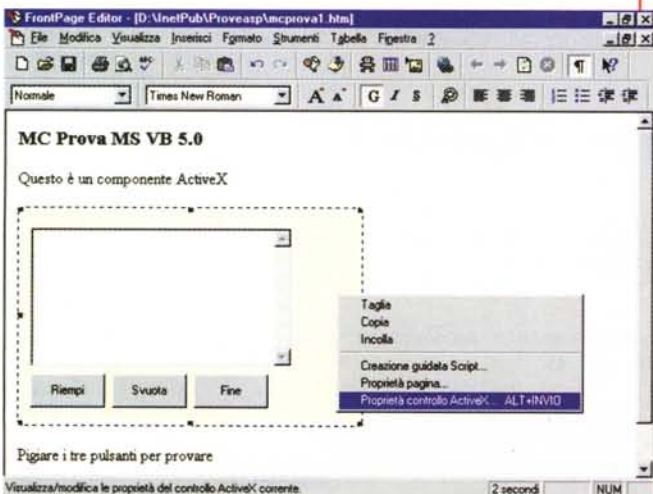 FrontPage Editor - [D:\InetPub\Proveasp\mcprova1.htm]
File Modifica Visualizza Inserisci Formato Strumenti Tabella Finestra ?
Normale Times New Roman A A G I S
MC Prova MS VB 5.0
Questo è un componente ActiveX
Taglia
Copia
Incolla
Creazione guidata Script...
Proprietà pagina...
Proprietà controllo ActiveX... ALT+INVIO
Riempi Svuota Fine
Pigiare i tre pulsanti per provare
Visualizza/modifica le proprietà del controllo ActiveX corrente. 2 secondi NUM